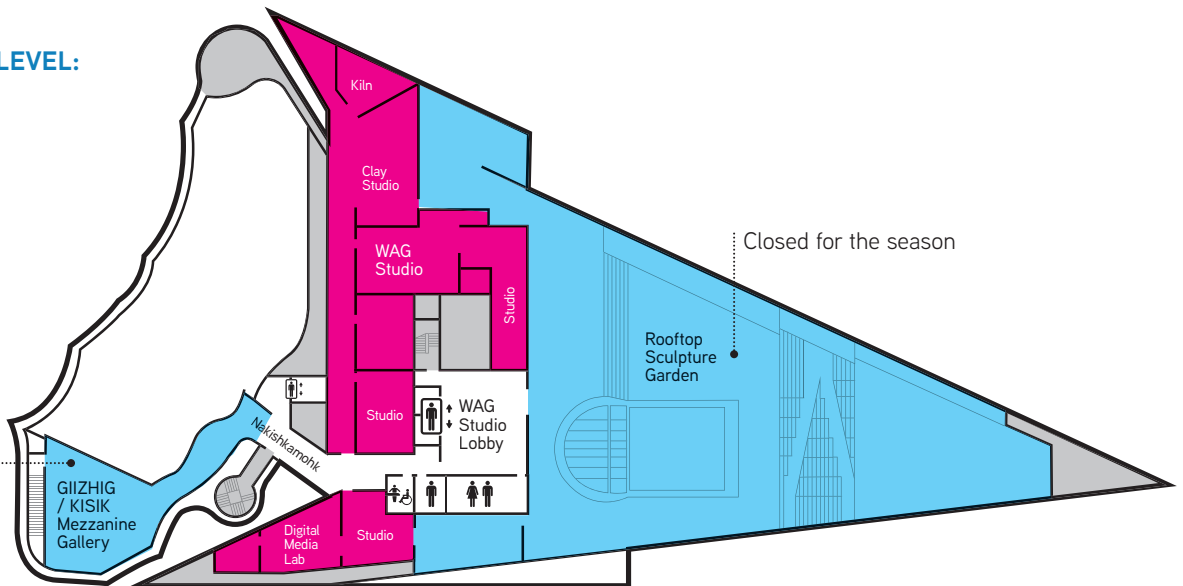 LEVEL:
Kiln
Clay
Studio
WAG
Studio
Studio
Closed for the season
Rooftop
Sculpture
Garden
Studio
WAG
Studio
Lobby
Nakishkamohk
GIIZHIG
/ KISIK
Mezzanine
Gallery
Digital
Media
Lab
Studio